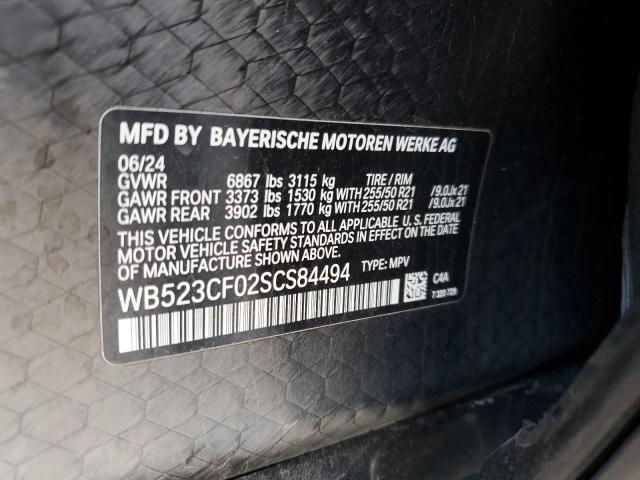 MFD BY BAYERISCHE MOTOREN WERKE AG
06/24
GVWR 6867 lbs 3115 kg TIRE / RIM
GAWR FRONT 3373 lbs 1530 kg WITH 255/50 R21 /9.0Jx21
GAWR REAR 3902 lbs 1770 kg WITH 255/50 R21 /9.0Jx21
THIS VEHICLE CONFORMS TO ALL APPLICABLE U.S. FEDERAL
MOTOR VEHICLE SAFETY STANDARDS IN EFFECT ON THE DATE OF
MANUFACTURE SHOWN ABOVE.
WB523CF02SCS84494 TYPE: MPV
C4A
7 320 729